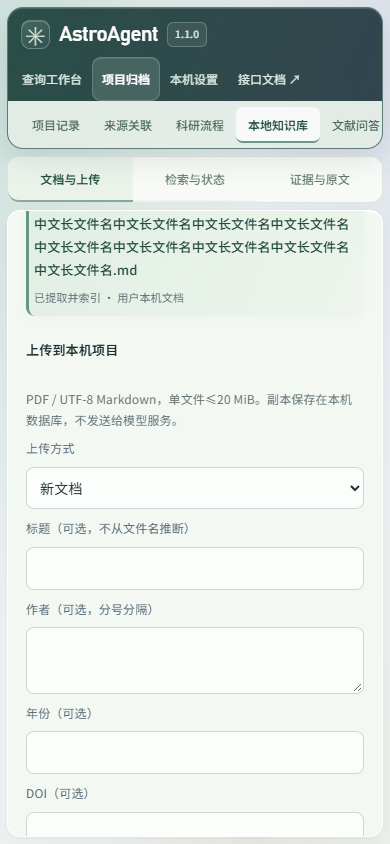 AstroAgent 1.1.0
查询工作台 项目归档 本机设置 接口文档 ↗
项目记录 来源关联 科研流程 本地知识库 文献问答
文档与上传 检索与状态 证据与原文
中文长文件名中文长文件名中文长文件名中文长文件名
中文长文件名中文长文件名中文长文件名中文长文件名
中文长文件名.md
已提取并索引 · 用户本机文档
上传到本机项目
PDF / UTF-8 Markdown，单文件≤20 MiB。副本保存在本机
数据库，不发送给模型服务。
上传方式
新文档
标题（可选，不从文件名推断）
作者（可选，分号分隔）
年份（可选）
DOI（可选）